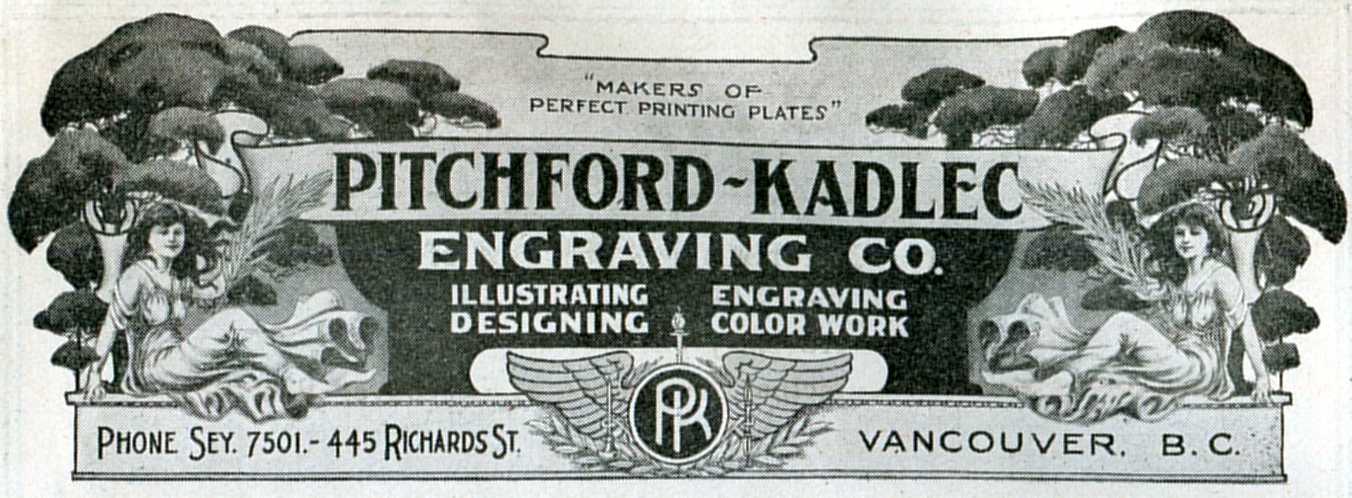 "MAKERS OF
PERFECT PRINTING PLATES"
PITCHFORD~KADLEC
ENGRAVING CO.
ILLUSTRATING ENGRAVING
DESIGNING COLOR WORK
PK
PHONE SEY. 7501.-445 RICHARDS ST.
VANCOUVER, B.C.